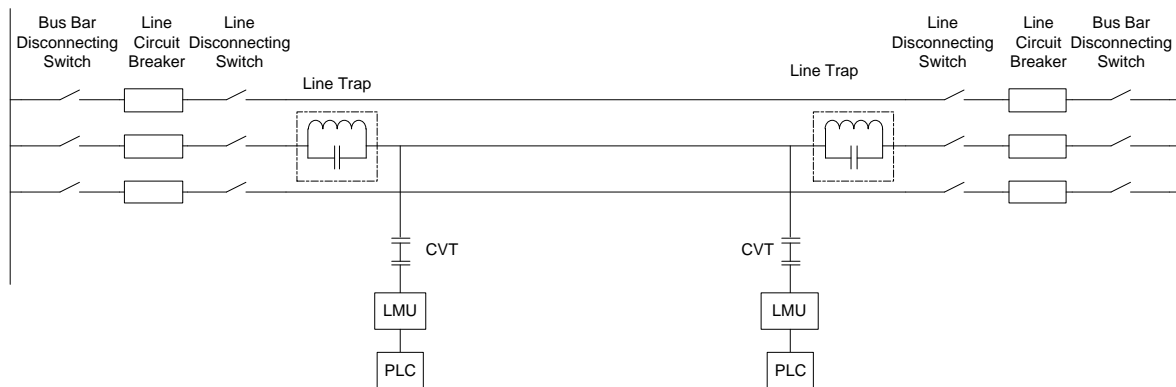 Bus Bar
Disconnecting
Switch
Line
Circuit
Breaker
Line
Disconnecting
Switch
Line Trap
Line Trap
Line
Disconnecting
Switch
Line
Circuit
Breaker
Bus Bar
Disconnecting
Switch
CVT
CVT
LMU
LMU
PLC
PLC